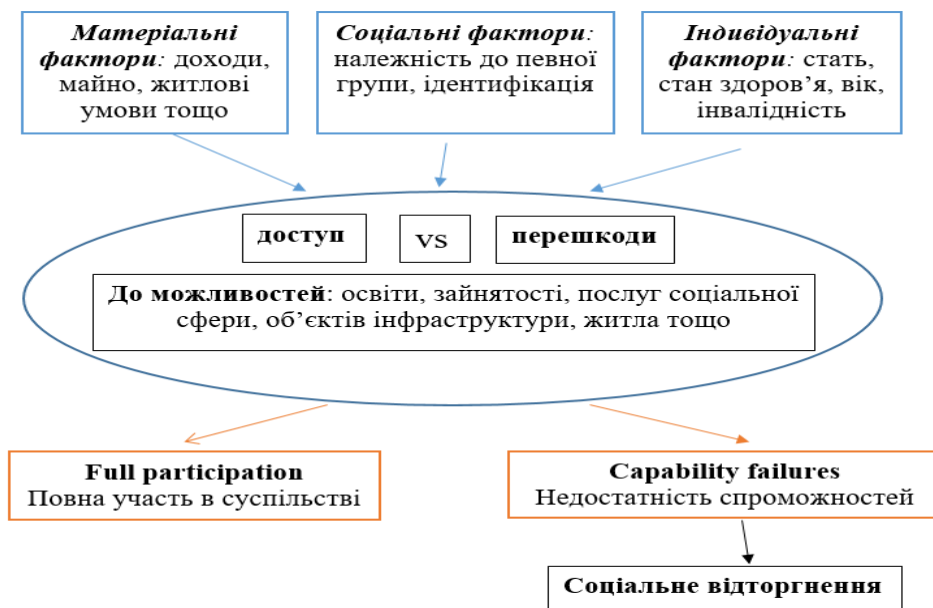 Матеріальні
фактори: доходи,
майно, житлові
умови тощо
Соціальні фактори:
належність до певної
групи, ідентифікація
Індивідуальні
фактори: стать,
стан здоров’я, вік,
інвалідність
доступ
vs
перешкоди
До можливостей: освіти, зайнятості, послуг соціальної
сфери, об’єктів інфраструктури, житла тощо
Full participation
Повна участь в суспільстві
Capability failures
Недостатність спроможностей
Соціальне відторгнення